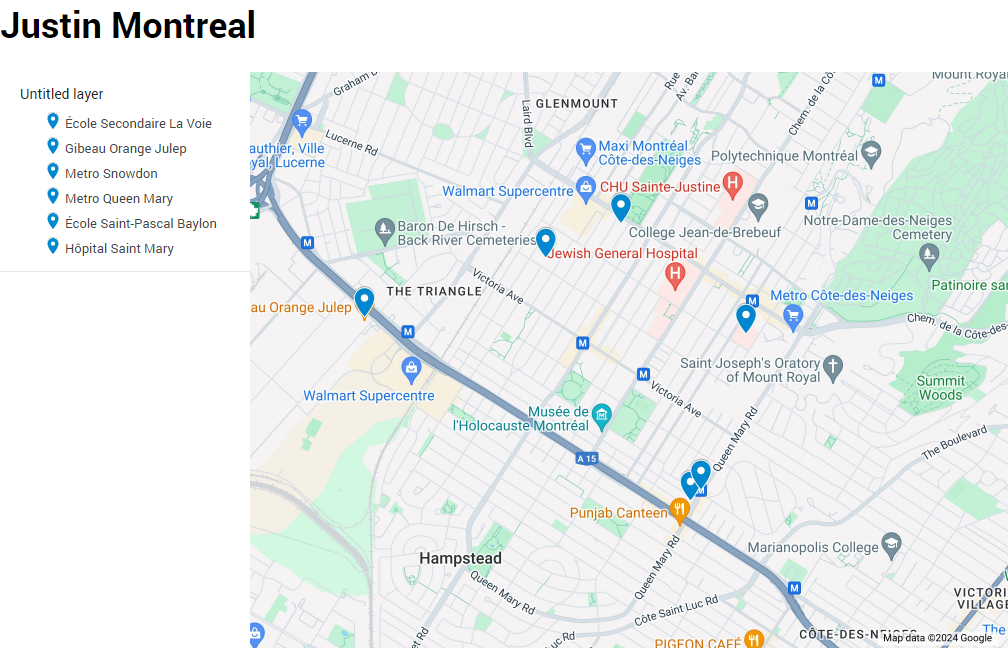 Justin Montreal
Untitled layer
École Secondaire La Voie
Gibeau Orange Julep
Metro Snowdon
Metro Queen Mary
École Saint-Pascal Baylon
Hôpital Saint Mary
Graham B
GLENMOUNT
Laird Blvd
Rue
Av. Ba
Chem. de la Cô
M
Mount Royal
Lucerne Rd
authier, Ville
oyal, Lucerne
Maxi Montréal
Côte-des-Neiges
Polytechnique Montréal
Walmart Supercentre
CHU Sainte-Justine
H
M
College Jean-de-Brebeuf
Notre-Dame-des-Neiges
Cemetery
Baron De Hirsch -
Back River Cemeteries
M
Jewish General Hospital
H
Victoria Ave
THE TRIANGLE
Patinoire sa
Metro Côte-des-Neiges
M
au Orange Julep
Chem. de la Côte-des
M
M
Saint Joseph's Oratory
of Mount Royal
M
Walmart Supercentre
Victoria Ave
Summit
Woods
Musée de
l'Holocauste Montréal
Queen Mary Rd
The Boulevard
A 15
M
Punjab Canteen
Marianopolis College
Hampstead
Queen Mary Rd
Queen Mary Rd
M
Côte Saint Luc Rd
VICTORI
VILLAG
The
et Rd
uc Rd
PIGEON CAFÉ
CÔTE-DES-NEIGES
Map data ©2024 Google